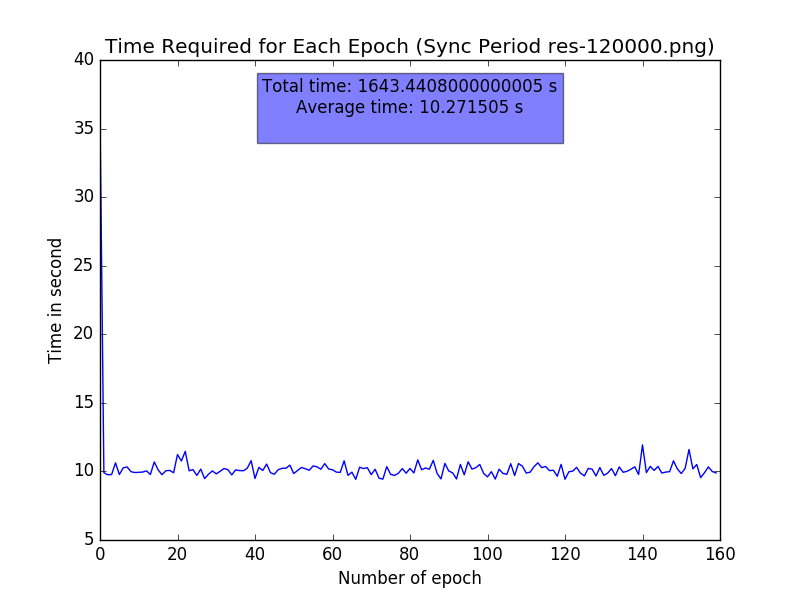 Time Required for Each Epoch (Sync Period res-120000.png)
Total time: 1643.4408000000005 s
Average time: 10.271505 s
40
35
30
25
20
15
10
5
Time in second
0 20 40 60 80 100 120 140 160
Number of epoch